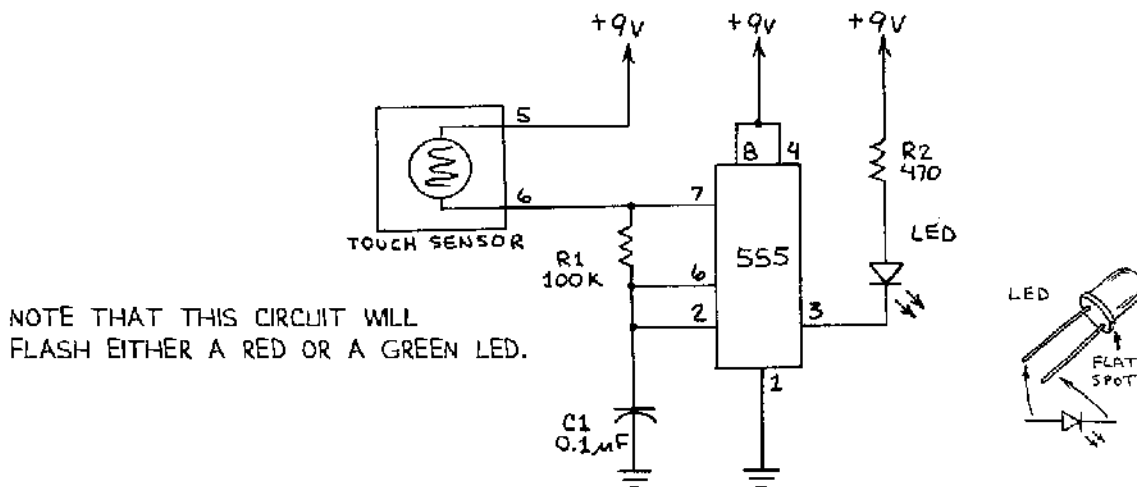 +9V
+9V
+9V
5
8
4
R2
470
6
7
TOUCH SENSOR
R1
100K
555
LED
6
2
3
LED
NOTE THAT THIS CIRCUIT WILL
FLASH EITHER A RED OR A GREEN LED.
FLAT
SPOT
1
C1
0.1µF